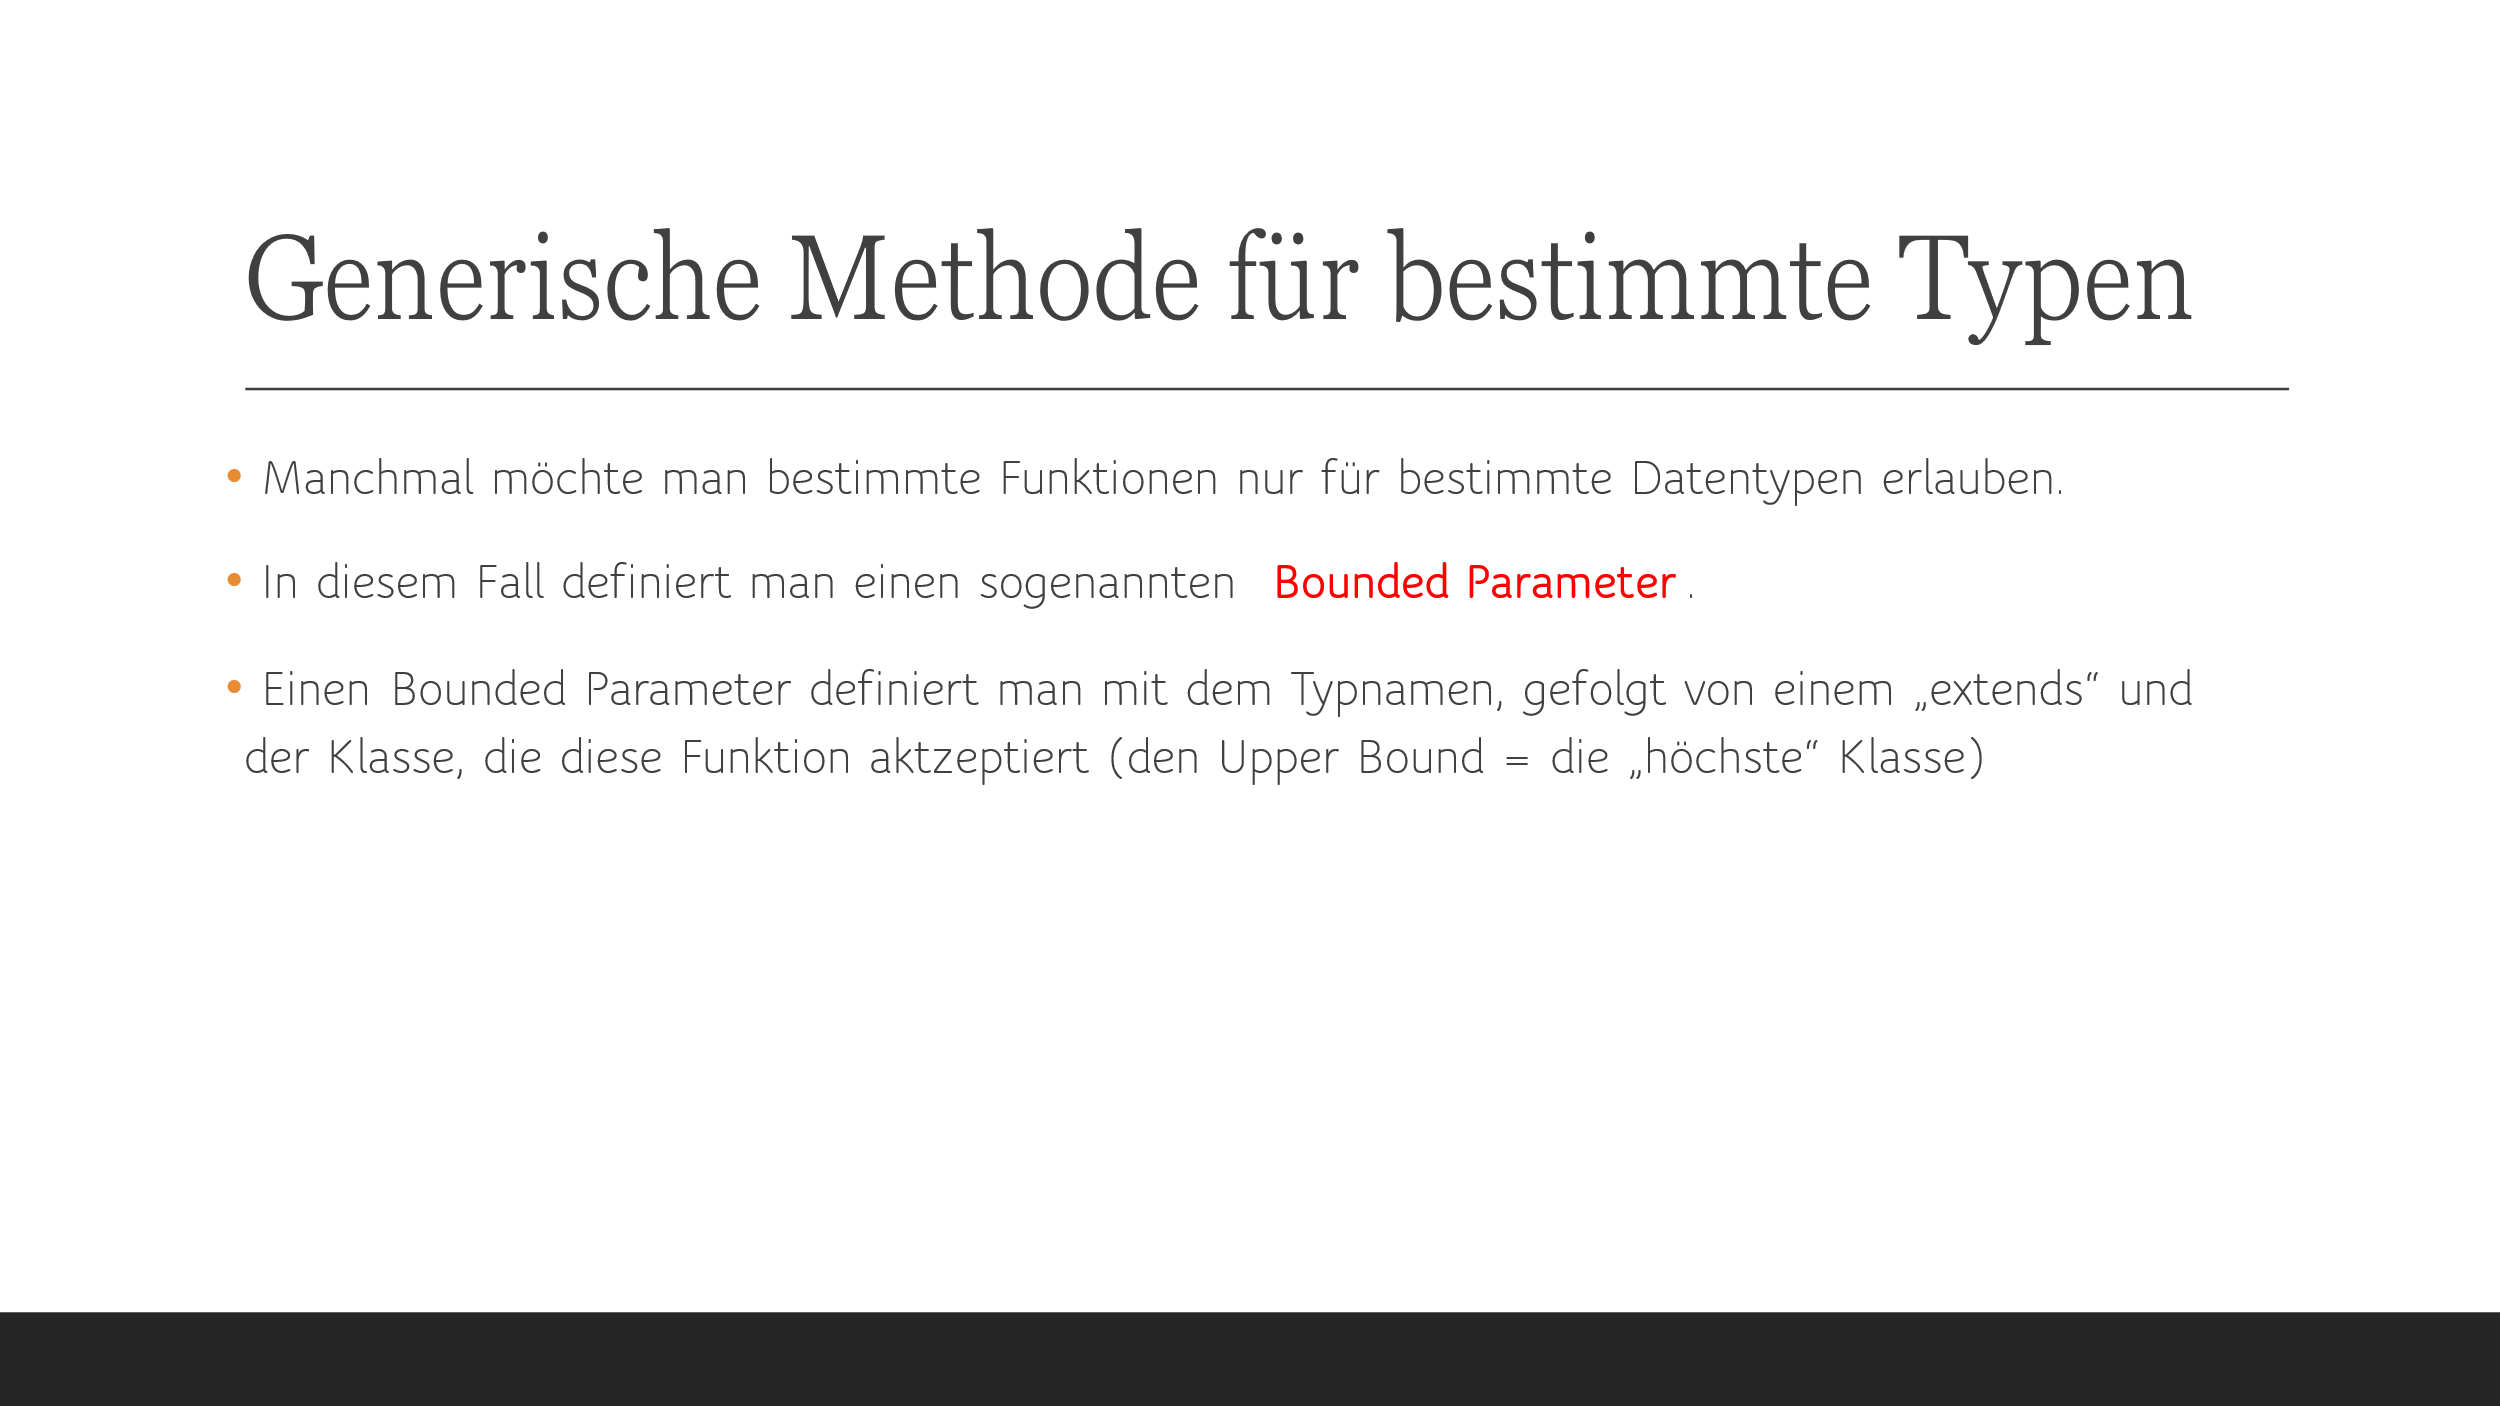 Generische Methode für bestimmte Typen
• Manchmal möchte man bestimmte Funktionen nur für bestimmte Datentypen erlauben.
• In diesem Fall definiert man einen sogenannten Bounded Parameter .
• Einen Bounded Parameter definiert man mit dem Typnamen, gefolgt von einem „extends“ und
der Klasse, die diese Funktion aktzeptiert (den Upper Bound = die „höchste“ Klasse)